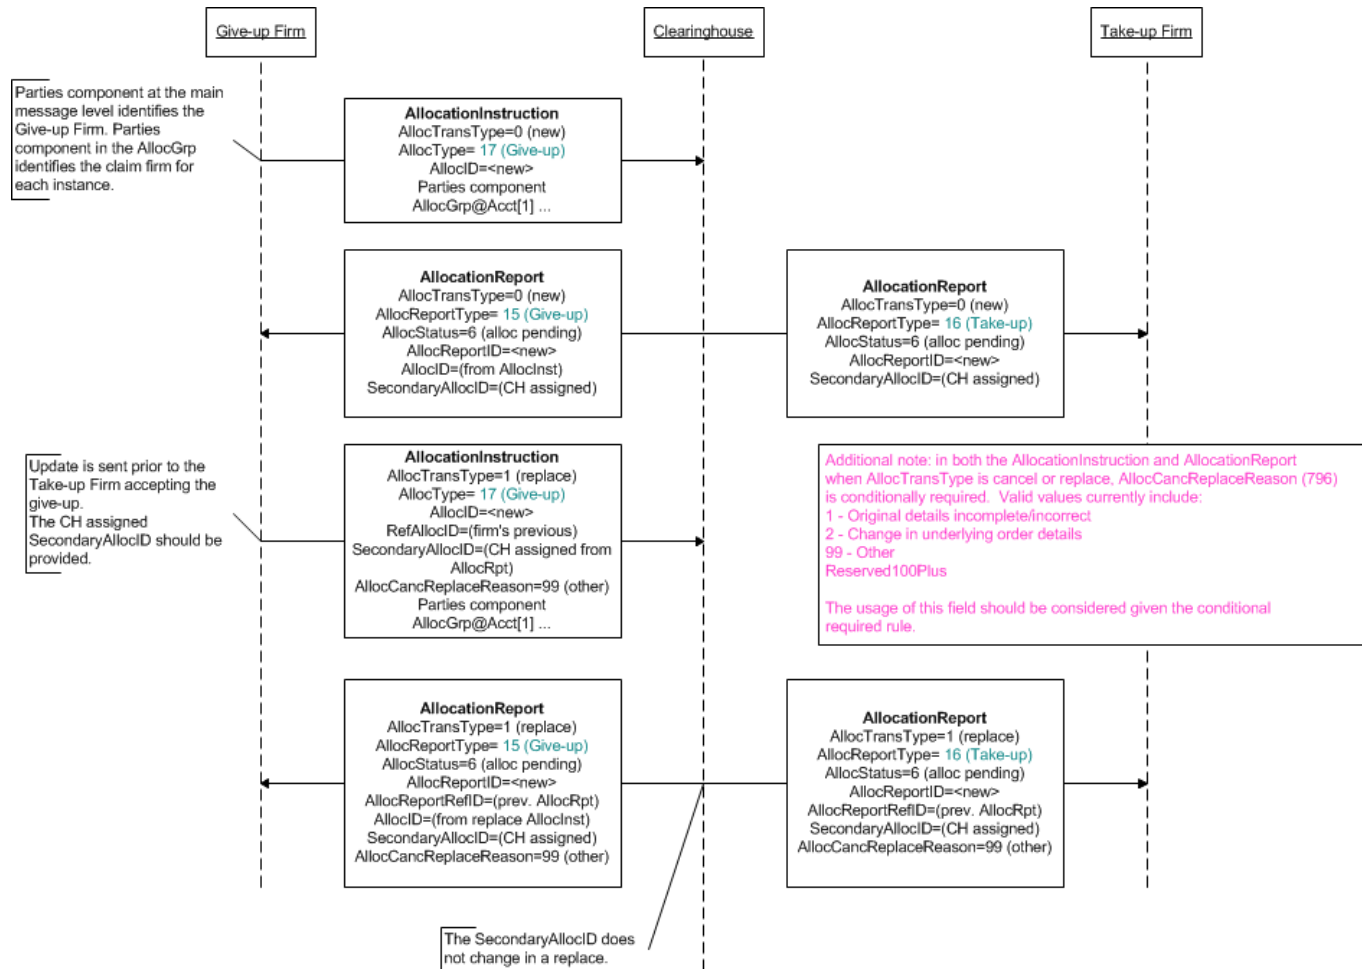 Give-up Firm
Clearinghouse
Take-up Firm
Parties component at the main
message level identifies the
Give-up Firm. Parties
component in the AllocGrp
identifies the claim firm for
each instance.
AllocationInstruction
AllocTransType=0 (new)
AllocType= 17 (Give-up)
AllocID=<new>
Parties component
AllocGrp@Acct[1] ...
AllocationReport
AllocTransType=0 (new)
AllocReportType= 15 (Give-up)
AllocStatus=6 (alloc pending)
AllocReportID=<new>
AllocID=(from AllocInst)
SecondaryAllocID=(CH assigned)
AllocationReport
AllocTransType=0 (new)
AllocReportType= 16 (Take-up)
AllocStatus=6 (alloc pending)
AllocReportID=<new>
SecondaryAllocID=(CH assigned)
Update is sent prior to the
Take-up Firm accepting the
give-up.
The CH assigned
SecondaryAllocID should be
provided.
AllocationInstruction
AllocTransType=1 (replace)
AllocType= 17 (Give-up)
AllocID=<new>
RefAllocID=(firm's previous)
SecondaryAllocID=(CH assigned from
AllocRpt)
AllocCancReplaceReason=99 (other)
Parties component
AllocGrp@Acct[1] ...
Additional note: in both the AllocationInstruction and AllocationReport
when AllocTransType is cancel or replace, AllocCancReplaceReason (796)
is conditionally required.  Valid values currently include:
1 - Original details incomplete/incorrect
2 - Change in underlying order details
99 - Other
Reserved100Plus
The usage of this field should be considered given the conditional
required rule.
AllocationReport
AllocTransType=1 (replace)
AllocReportType= 15 (Give-up)
AllocStatus=6 (alloc pending)
AllocReportID=<new>
AllocReportRefID=(prev. AllocRpt)
AllocID=(from replace AllocInst)
SecondaryAllocID=(CH assigned)
AllocCancReplaceReason=99 (other)
AllocationReport
AllocTransType=1 (replace)
AllocReportType= 16 (Take-up)
AllocStatus=6 (alloc pending)
AllocReportID=<new>
AllocReportRefID=(prev. AllocRpt)
SecondaryAllocID=(CH assigned)
AllocCancReplaceReason=99 (other)
The SecondaryAllocID does
not change in a replace.